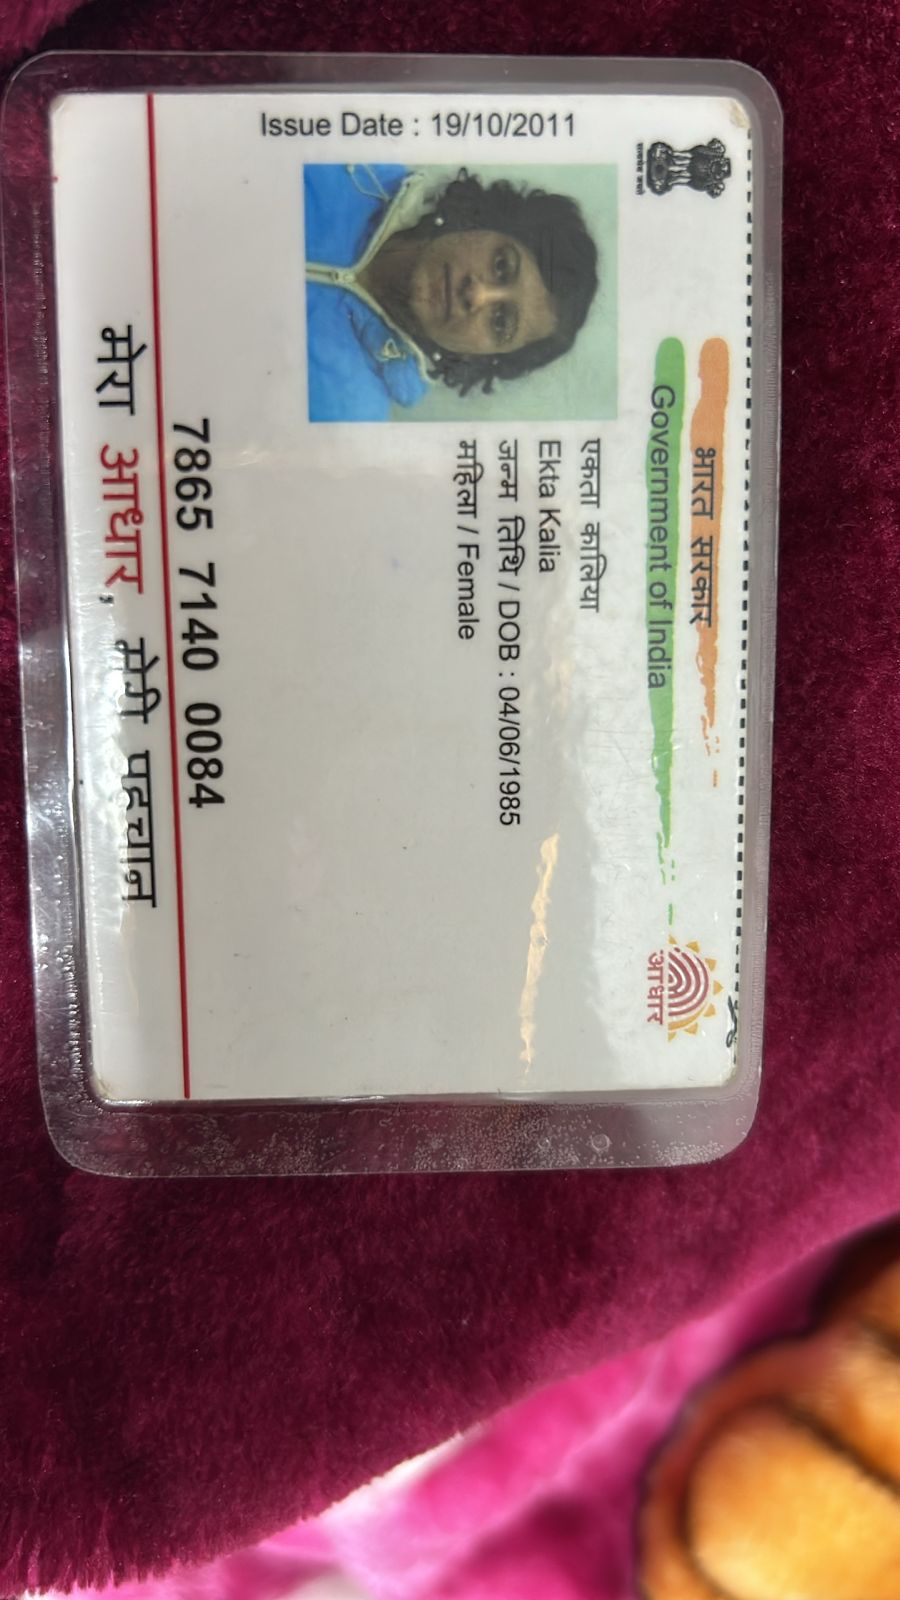 भारत सरकार
Government of India
आधार
Issue Date : 19/10/2011
एकता कालिया
Ekta Kalia
जन्म तिथि / DOB : 04/06/1985
महिला / Female
7865 7140 0084
मेरा आधार, मेरी पहचान